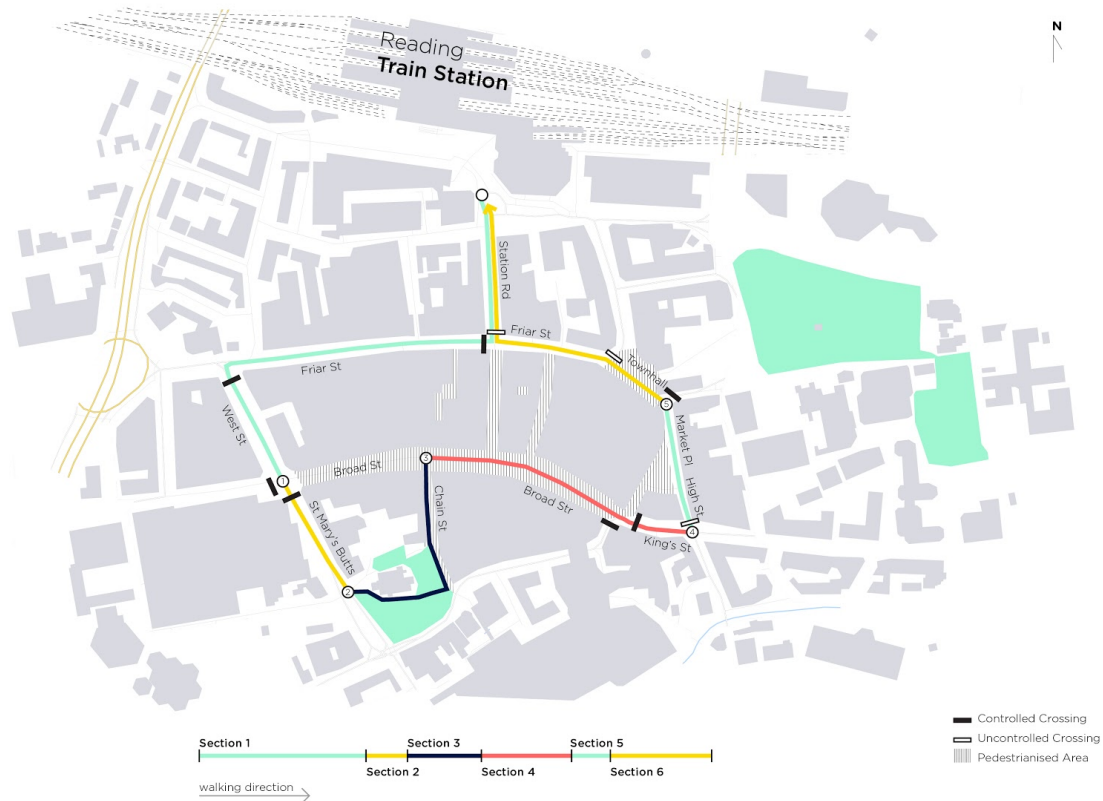 N
Reading
Train Station
Station Rd
Friar St
Friar St
Townhall
5
West St
Market Pl
High St
1
Broad St
3
Chain St
Broad Str
King's St
4
St Mary's Butts
2
Controlled Crossing
Uncontrolled Crossing
Pedestrianised Area
Section 1
Section 3
Section 5
Section 2
Section 4
Section 6
walking direction